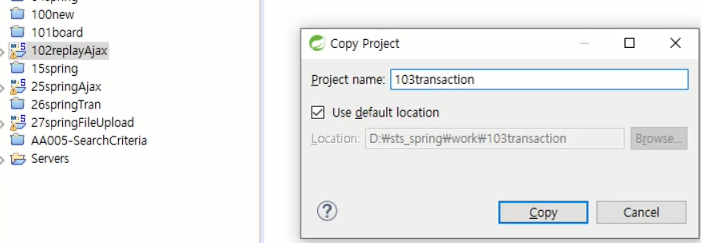 100new
101board
102replayAjax
15spring
25springAjax
26springTran
27springFileUpload
AA005-SearchCriteria
Servers
Copy Project
Project name: 103transaction
Use default location
Location: D:₩sts_spring₩work₩103transaction Browse...
? Copy Cancel